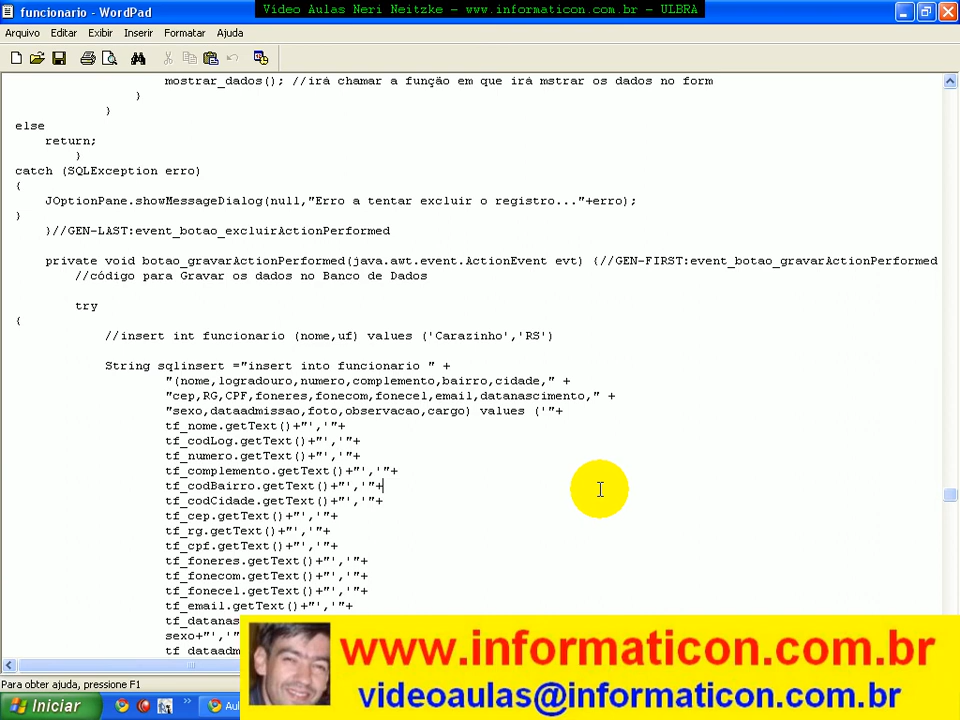 funcionario - WordPad
Video Aulas Neri Neitzke - www.informaticon.com.br - ULBRA
Arquivo Editar Exibir Inserir Formatar Ajuda
mostrar_dados(); //irá chamar a função em que irá mstrar os dados no form
}
}
else
return;
}
catch (SQLException erro)
{
JOptionPane.showMessageDialog(null,"Erro a tentar excluir o registro..."+erro);
}
}//GEN-LAST:event_botao_excluirActionPerformed
private void botao_gravarActionPerformed(java.awt.event.ActionEvent evt) {//GEN-FIRST:event_botao_gravarActionPerformed
//código para Gravar os dados no Banco de Dados
try
{
//insert int funcionario (nome,uf) values ('Carazinho','RS')
String sqlinsert ="insert into funcionario " +
"(nome,logradouro,numero,complemento,bairro,cidade," +
"cep,RG,CPF,foneres,fonecom,fonecel,email,datanascimento," +
"sexo,dataadmissao,foto,observacao,cargo) values ('"+
tf_nome.getText()+"','"+
tf_codLog.getText()+"','"+
tf_numero.getText()+"','"+
tf_complemento.getText()+"','"+
tf_codBairro.getText()+"','"+
tf_codCidade.getText()+"','"+
tf_cep.getText()+"','"+
tf_rg.getText()+"','"+
tf_cpf.getText()+"','"+
tf_foneres.getText()+"','"+
tf_fonecom.getText()+"','"+
tf_fonecel.getText()+"','"+
tf_email.getText()+"','"+
tf_datanas
sexo+"','
tf_dataadm
www.informaticon.com.br
videoaulas@informaticon.com.br
Para obter ajuda, pressione F1
Iniciar
Au